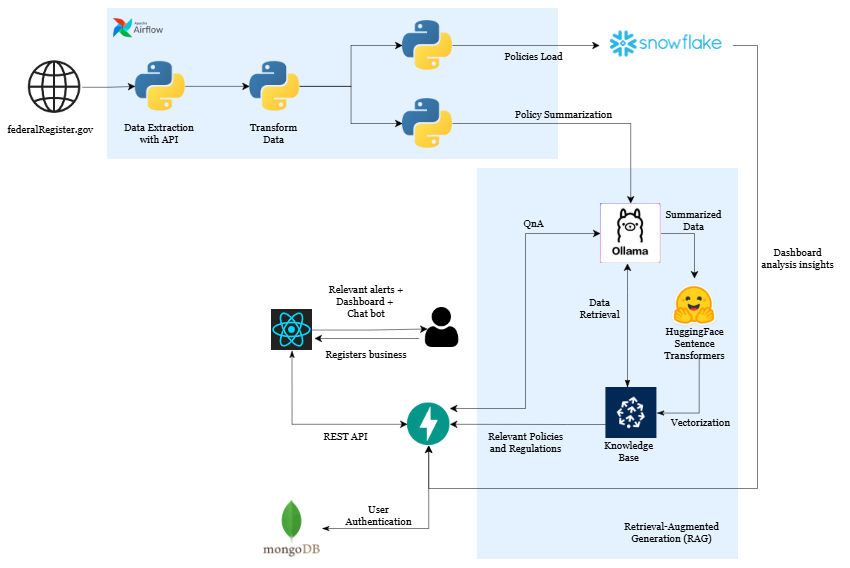 Apache
Airflow
Policies Load
snowflake
federalRegister.gov
Data Extraction
with API
Transform
Data
Policy Summarization
QnA
Ollama
Summarized
Data
Dashboard
analysis insights
Relevant alerts +
Dashboard +
Chat bot
Data
Retrieval
HuggingFace
Sentence
Transformers
Registers business
REST API
Relevant Policies
and Regulations
Knowledge
Base
Vectorization
User
Authentication
mongoDB
Retrieval-Augmented
Generation (RAG)